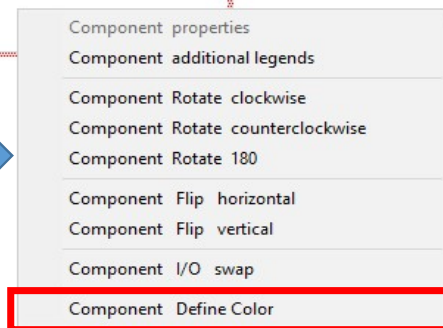 Component properties
Component additional legends
Component Rotate clockwise
Component Rotate counterclockwise
Component Rotate 180
Component Flip horizontal
Component Flip vertical
Component I/O swap
Component Define Color